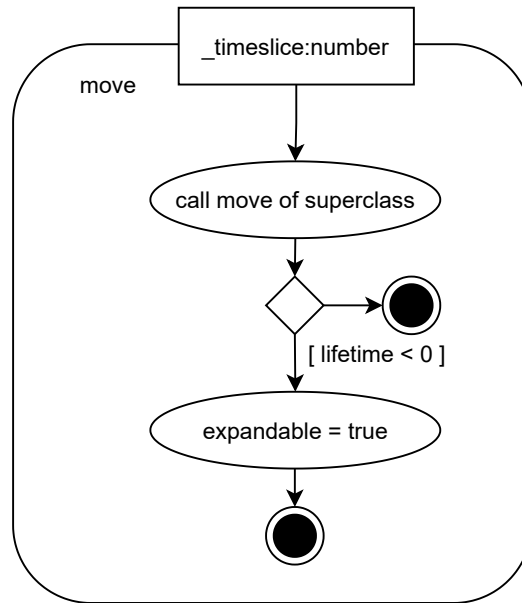 _timeslice:number
move
call move of superclass
[ lifetime < 0 ]
expandable = true